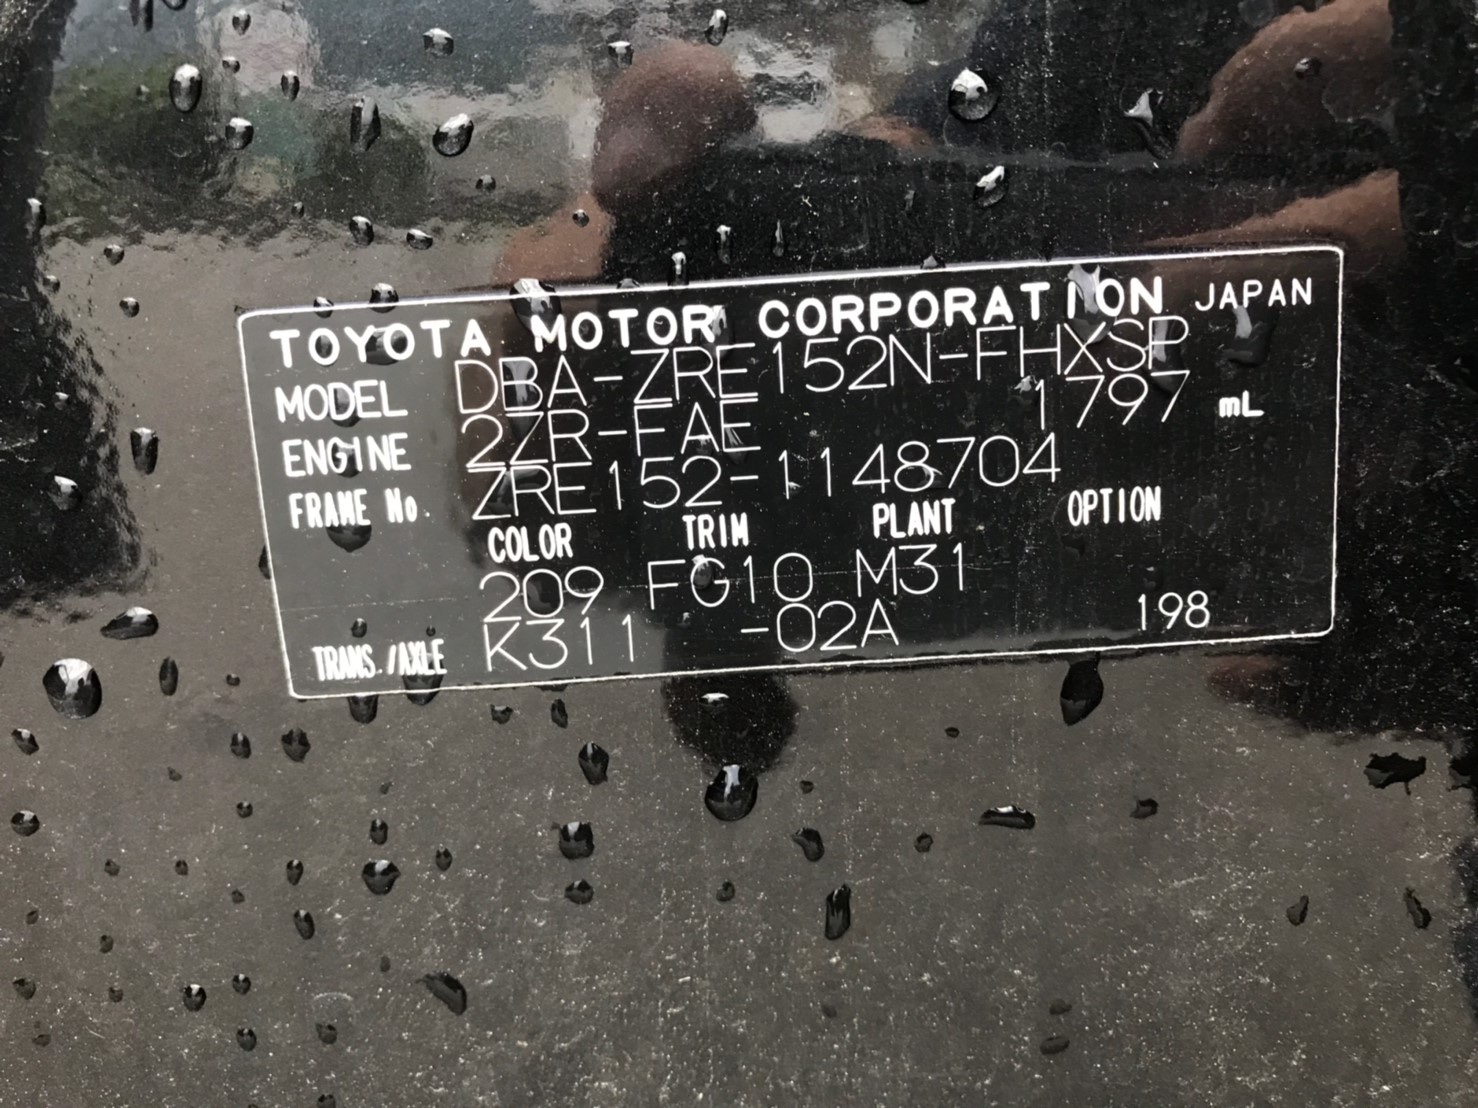 TOYOTA MOTOR CORPORATION JAPAN
MODEL DBA-ZRE152N-FHXSP
ENGINE 2ZR-FAE 1797 mL
FRAME No. ZRE152-1148704
COLOR TRIM PLANT OPTION
209 FG10 M31
TRANS./AXLE K311 -02A 198